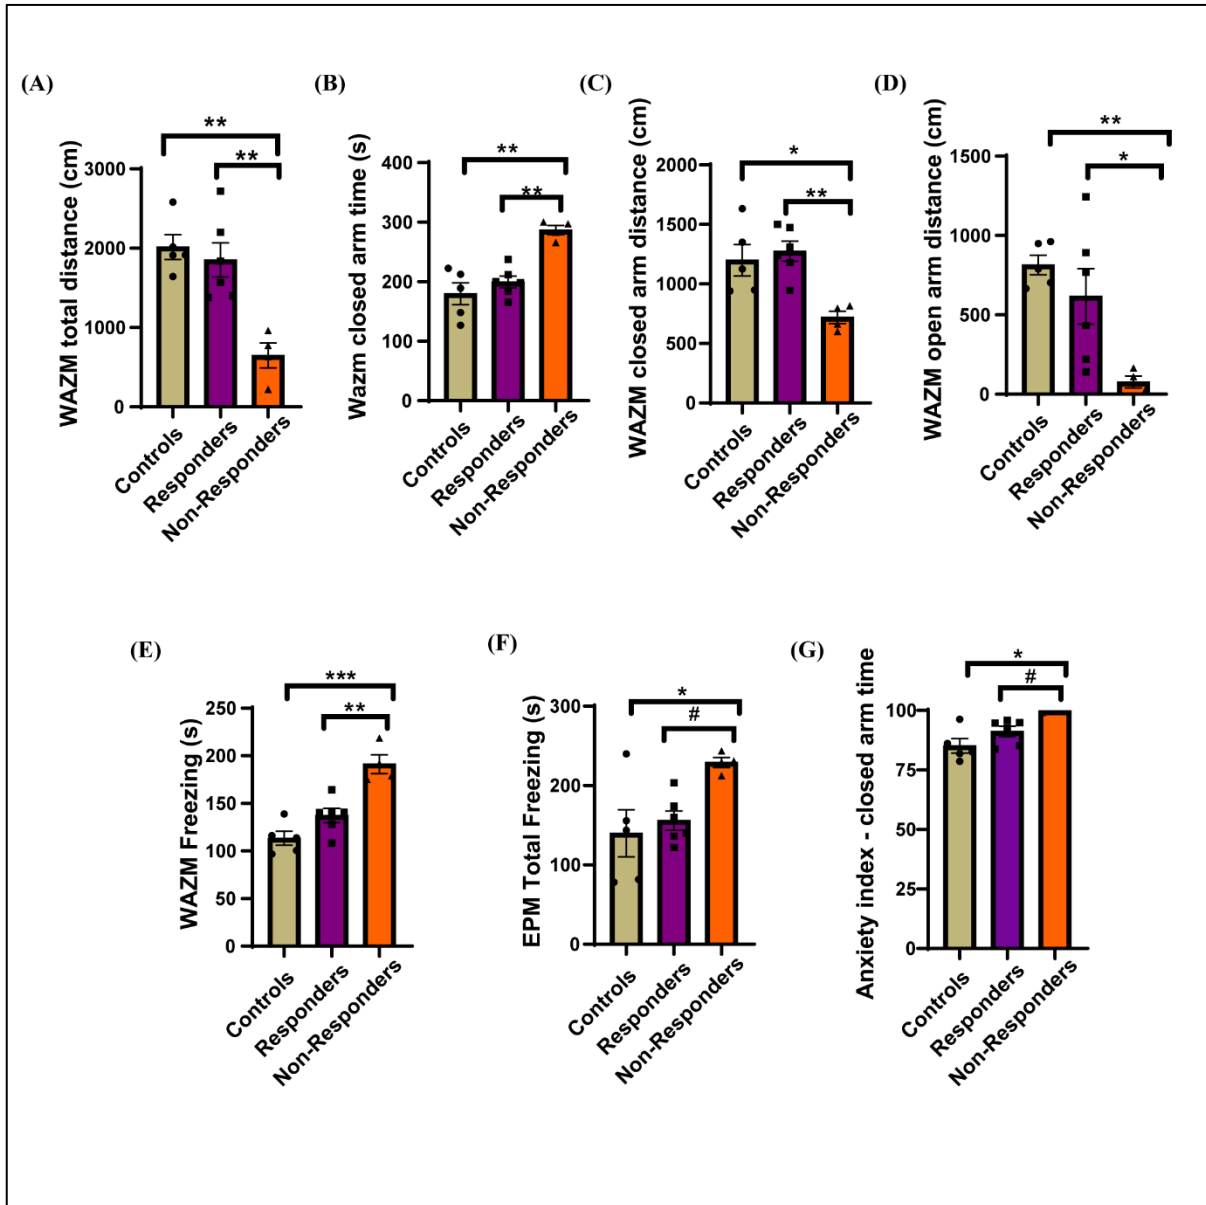 (A)
WAZM total distance (cm)
3000
2000
1000
0
**
**
Controls
Responders
Non-Responders
(B)
Wazm closed arm time (s)
400
300
200
100
0
**
**
Controls
Responders
Non-Responders
(C)
WAZM closed arm distance (cm)
2000
1500
1000
500
0
*
**
Controls
Responders
Non-Responders
(D)
WAZM open arm distance (cm)
1500
1000
500
0
**
*
Controls
Responders
Non-Responders
(E)
WAZM Freezing (s)
250
200
150
100
50
0
***
**
Controls
Responders
Non-Responders
(F)
EPM Total Freezing (s)
300
200
100
0
*
#
Controls
Responders
Non-Responders
(G)
Anxiety index - closed arm time
100
75
50
25
0
*
#
Controls
Responders
Non-Responders